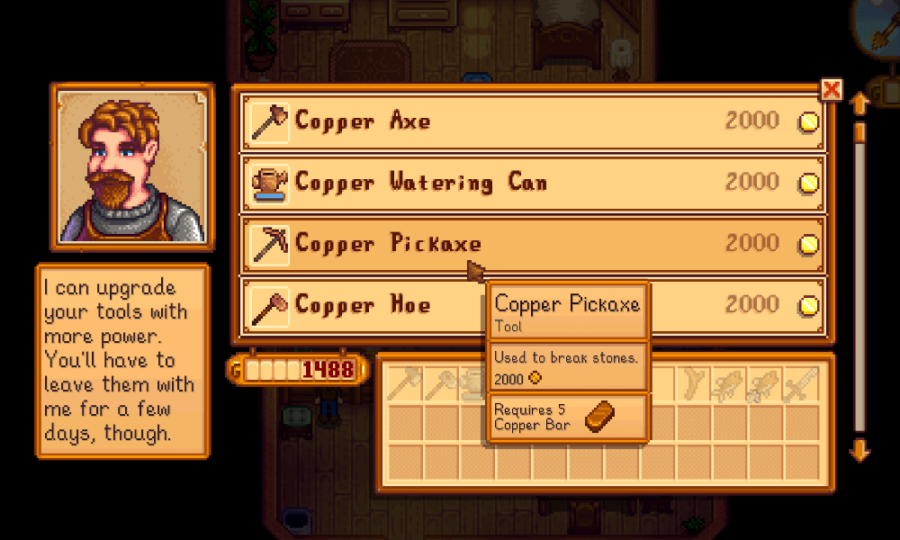 Copper Axe 2000
Copper Watering Can 2000
Copper Pickaxe 2000
Copper Hoe 2000
I can upgrade
your tools with
more power.
You'll have to
leave them with
me for a few
days, though.
G 1488
Copper Pickaxe
Tool
Used to break stones.
2000
Requires 5
Copper Bar
G